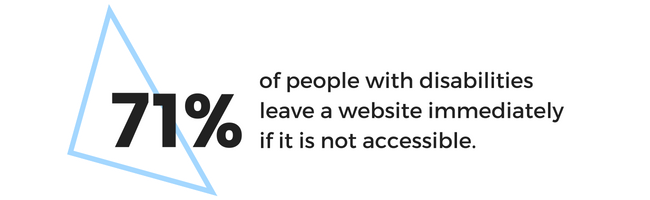 71%
of people with disabilities
leave a website immediately
if it is not accessible.